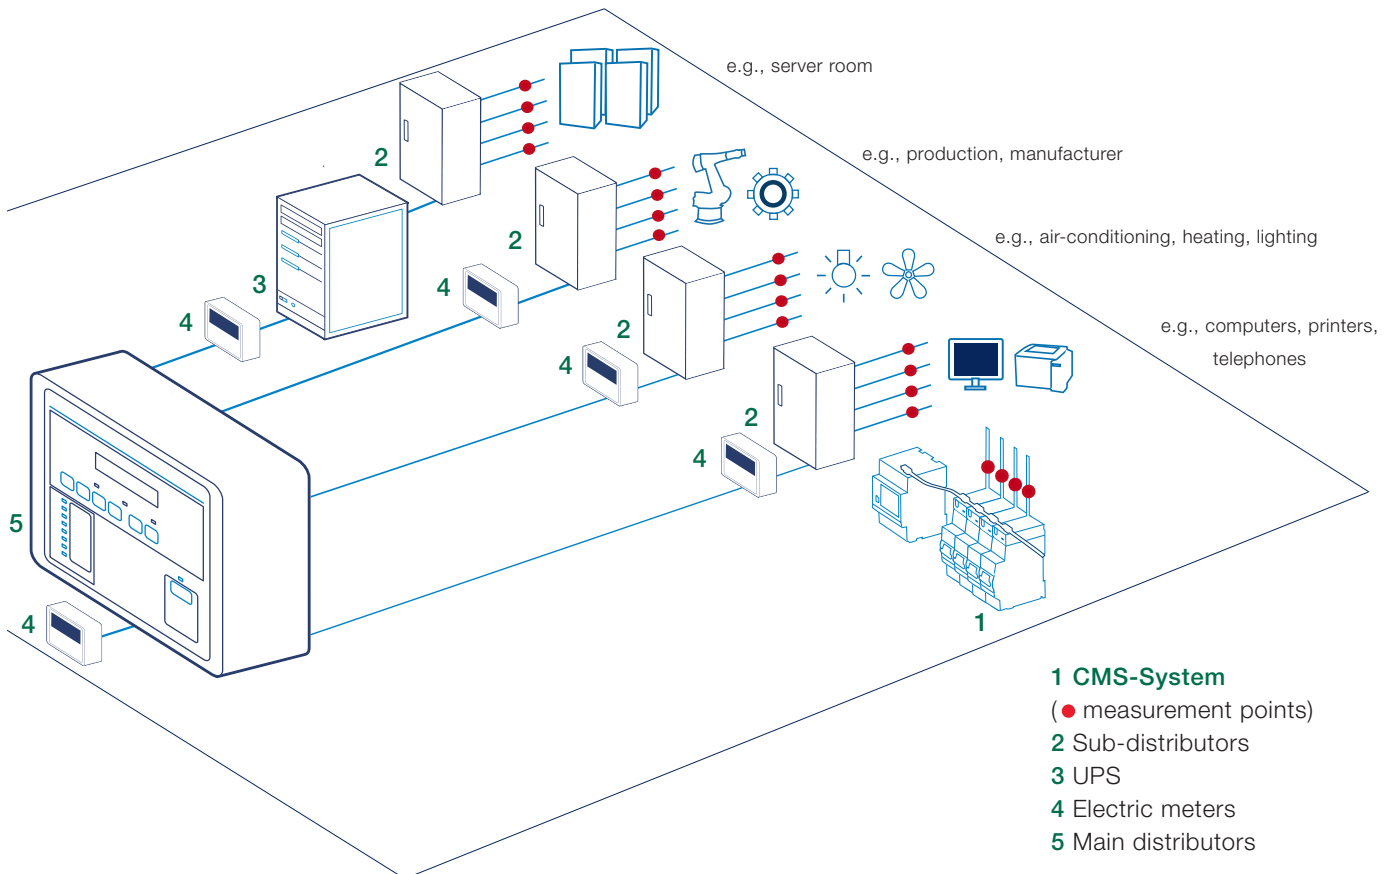 e.g., server room
2
e.g., production, manufacturer
2
e.g., air-conditioning, heating, lighting
3
4
4
2
e.g., computers, printers,
telephones
4
2
4
5
4
1
1 CMS-System
(● measurement points)
2 Sub-distributors
3 UPS
4 Electric meters
5 Main distributors